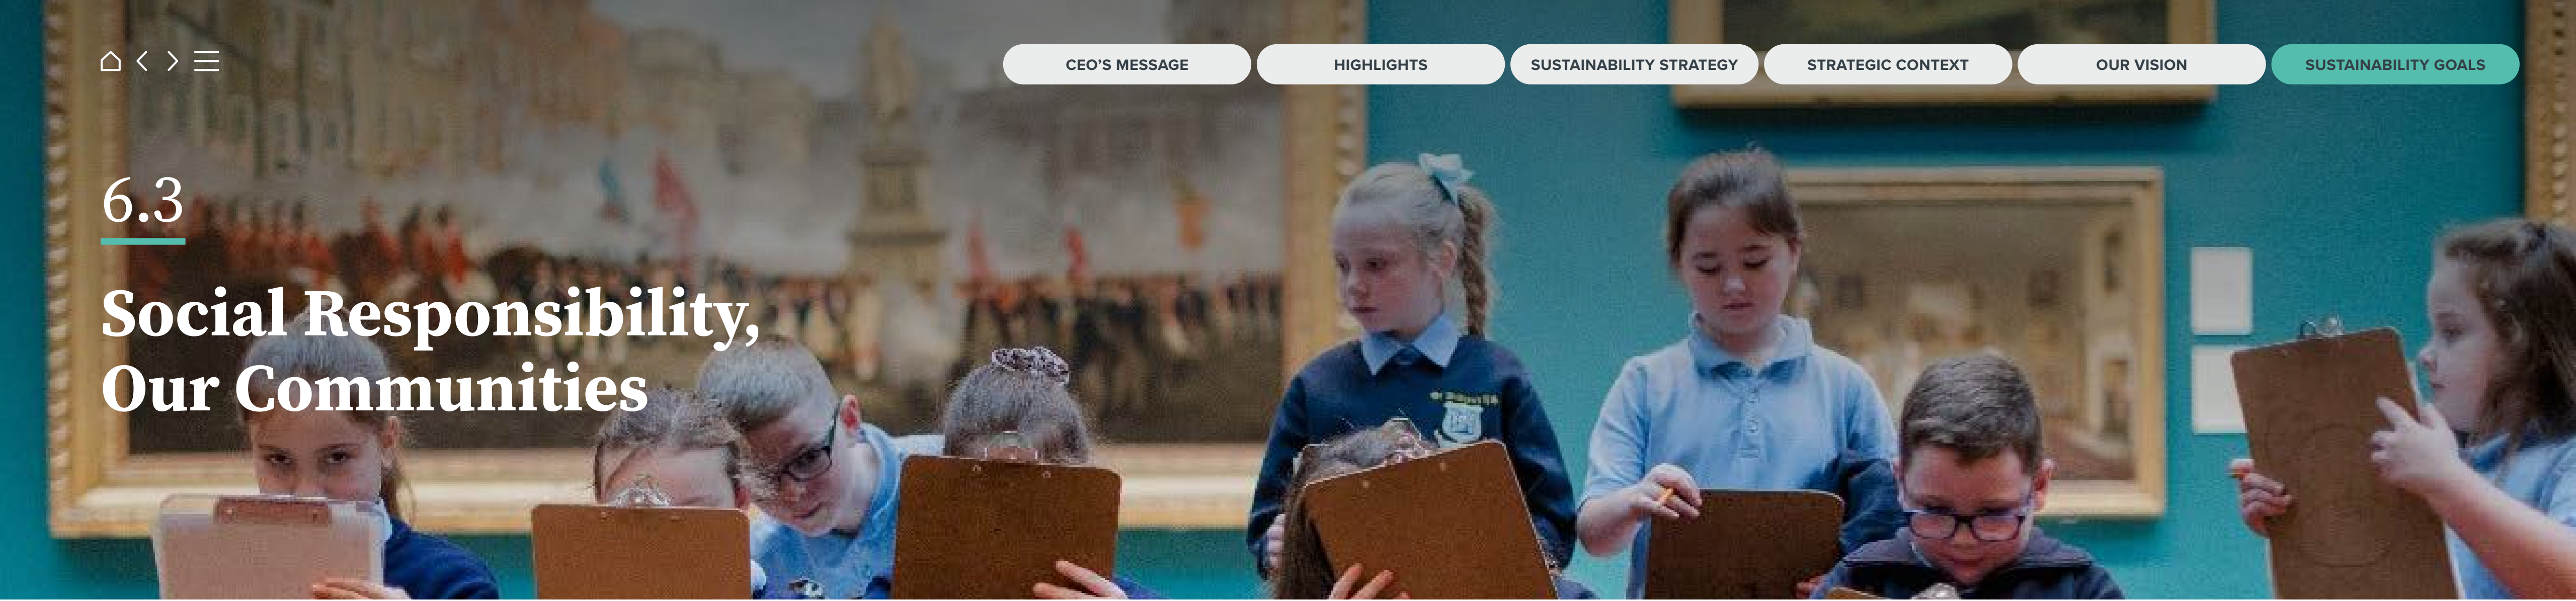 CEO’S MESSAGE
HIGHLIGHTS
SUSTAINABILITY STRATEGY
STRATEGIC CONTEXT
OUR VISION
SUSTAINABILITY GOALS
6.3
Social Responsibility,
Our Communities